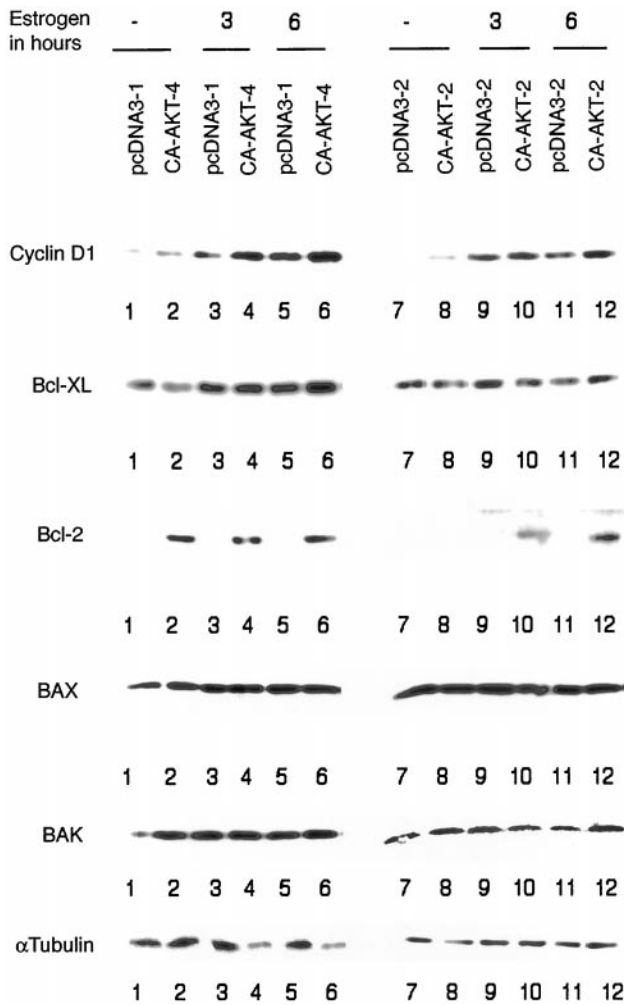 Estrogen in hours - 3 6 - 3 6
pcDNA3-1 CA-AKT-4 pcDNA3-1 CA-AKT-4 pcDNA3-1 CA-AKT-4 pcDNA3-2 CA-AKT-2 pcDNA3-2 CA-AKT-2 pcDNA3-2 CA-AKT-2
Cyclin D1
1 2 3 4 5 6 7 8 9 10 11 12
Bcl-XL
1 2 3 4 5 6 7 8 9 10 11 12
Bcl-2
1 2 3 4 5 6 7 8 9 10 11 12
BAX
1 2 3 4 5 6 7 8 9 10 11 12
BAK
1 2 3 4 5 6 7 8 9 10 11 12
αTubulin
1 2 3 4 5 6 7 8 9 10 11 12